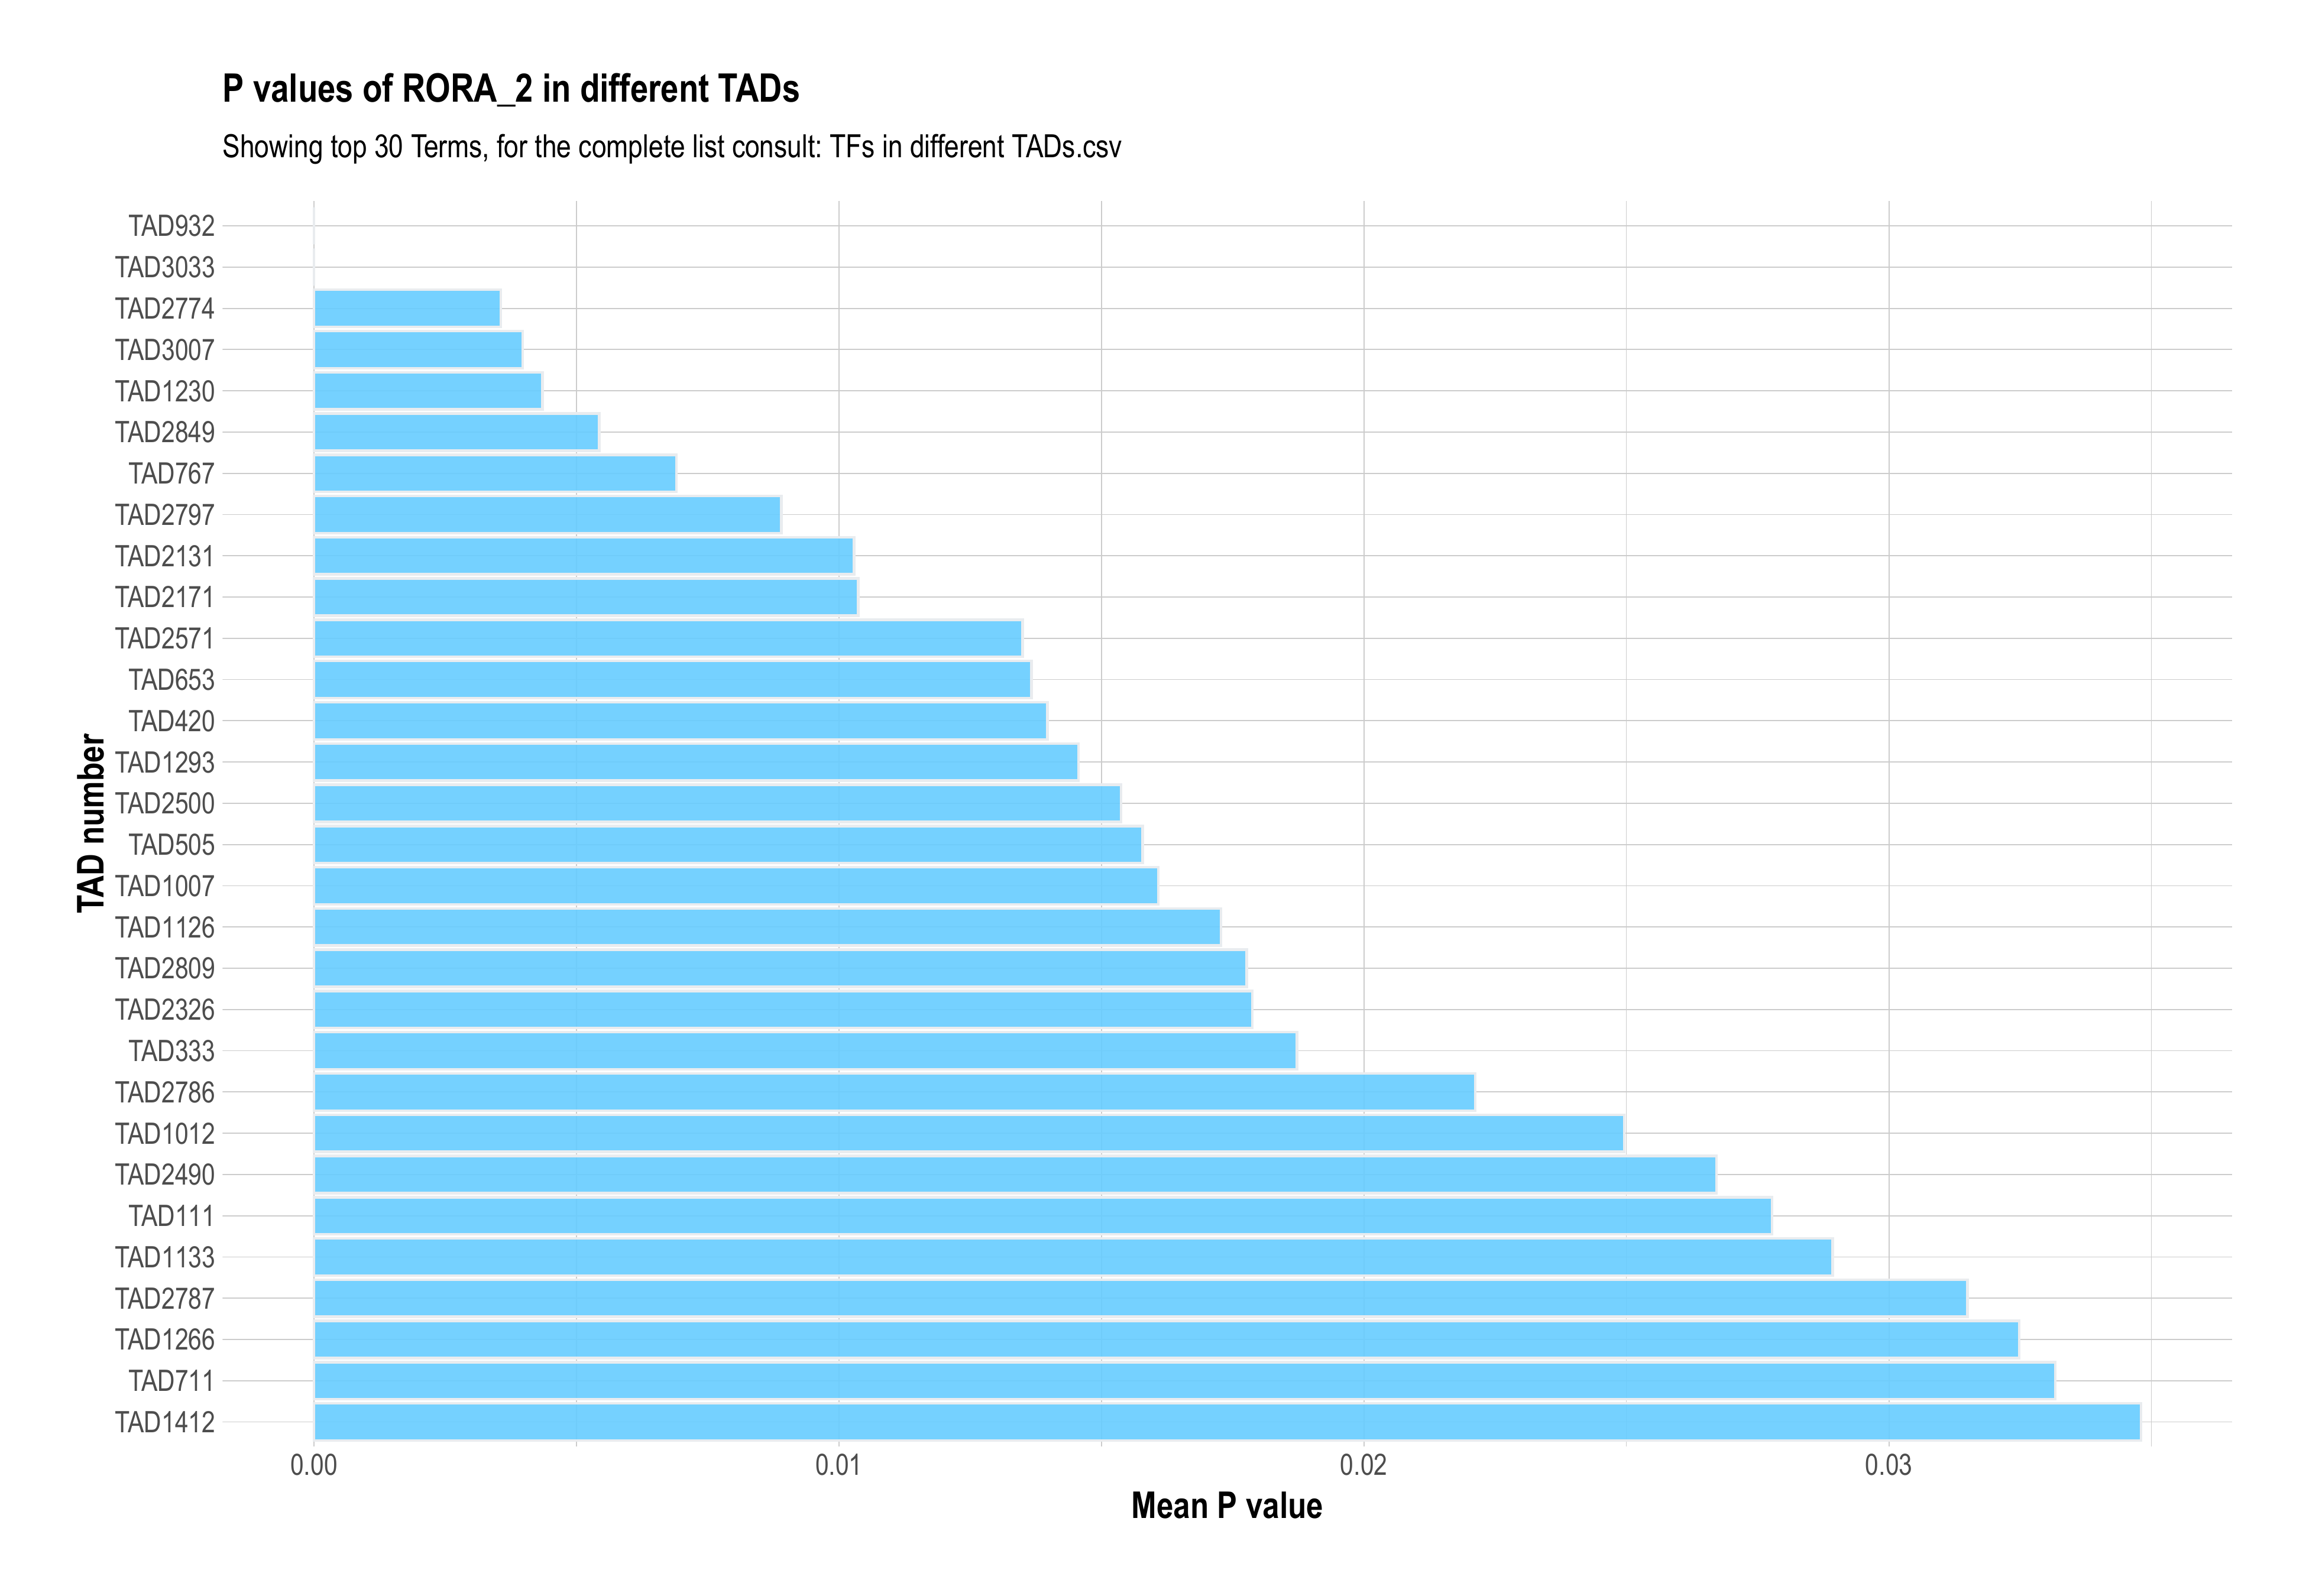 P values of RORA_2 in different TADs
Showing top 30 Terms, for the complete list consult: TFs in different TADs.csv
TAD number
TAD932
TAD3033
TAD2774
TAD3007
TAD1230
TAD2849
TAD767
TAD2797
TAD2131
TAD2171
TAD2571
TAD653
TAD420
TAD1293
TAD2500
TAD505
TAD1007
TAD1126
TAD2809
TAD2326
TAD333
TAD2786
TAD1012
TAD2490
TAD111
TAD1133
TAD2787
TAD1266
TAD711
TAD1412
0.00 0.01 0.02 0.03
Mean P value